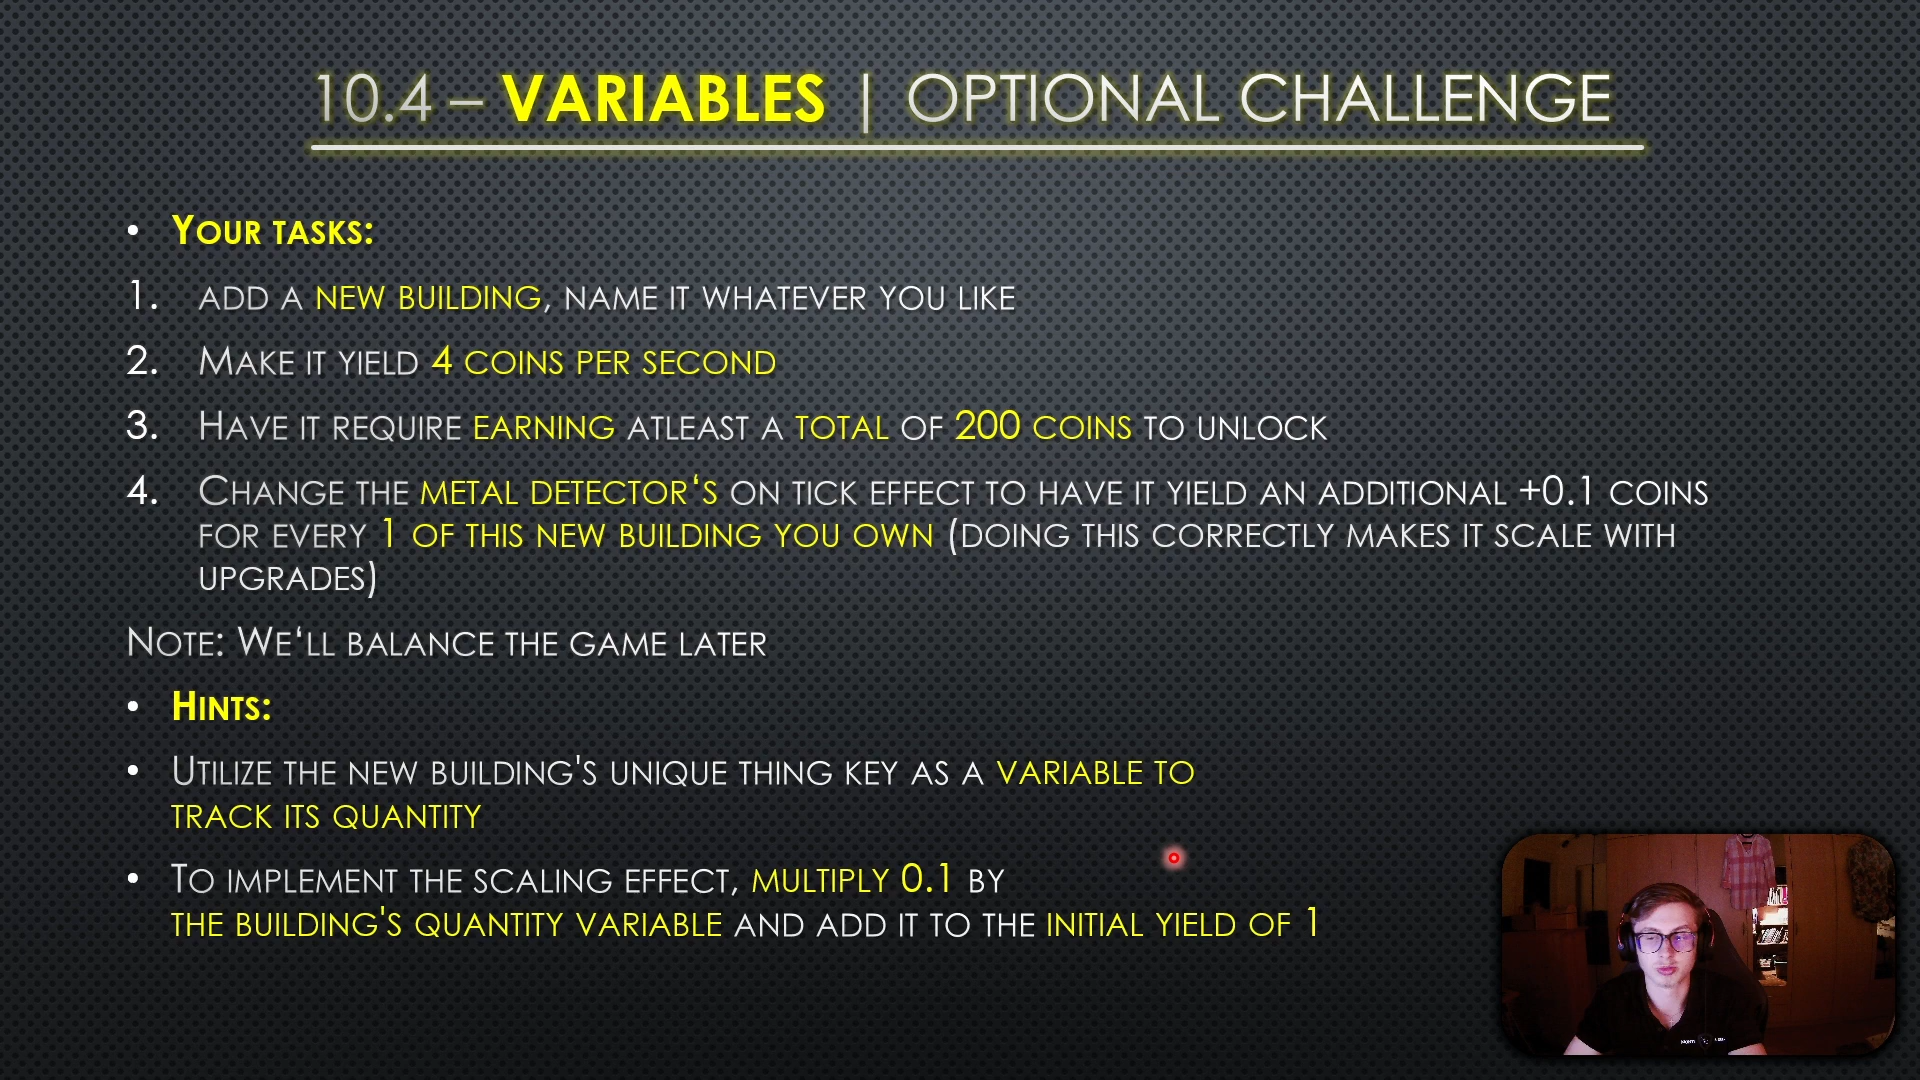 10.4 – VARIABLES | OPTIONAL CHALLENGE
• YOUR TASKS:
1. ADD A NEW BUILDING, NAME IT WHATEVER YOU LIKE
2. MAKE IT YIELD 4 COINS PER SECOND
3. HAVE IT REQUIRE EARNING ATLEAST A TOTAL OF 200 COINS TO UNLOCK
4. CHANGE THE METAL DETECTOR‘S ON TICK EFFECT TO HAVE IT YIELD AN ADDITIONAL +0.1 COINS
FOR EVERY 1 OF THIS NEW BUILDING YOU OWN (DOING THIS CORRECTLY MAKES IT SCALE WITH
UPGRADES)
NOTE: WE‘LL BALANCE THE GAME LATER
• HINTS:
• UTILIZE THE NEW BUILDING'S UNIQUE THING KEY AS A VARIABLE TO
TRACK ITS QUANTITY
• TO IMPLEMENT THE SCALING EFFECT, MULTIPLY 0.1 BY
THE BUILDING'S QUANTITY VARIABLE AND ADD IT TO THE INITIAL YIELD OF 1